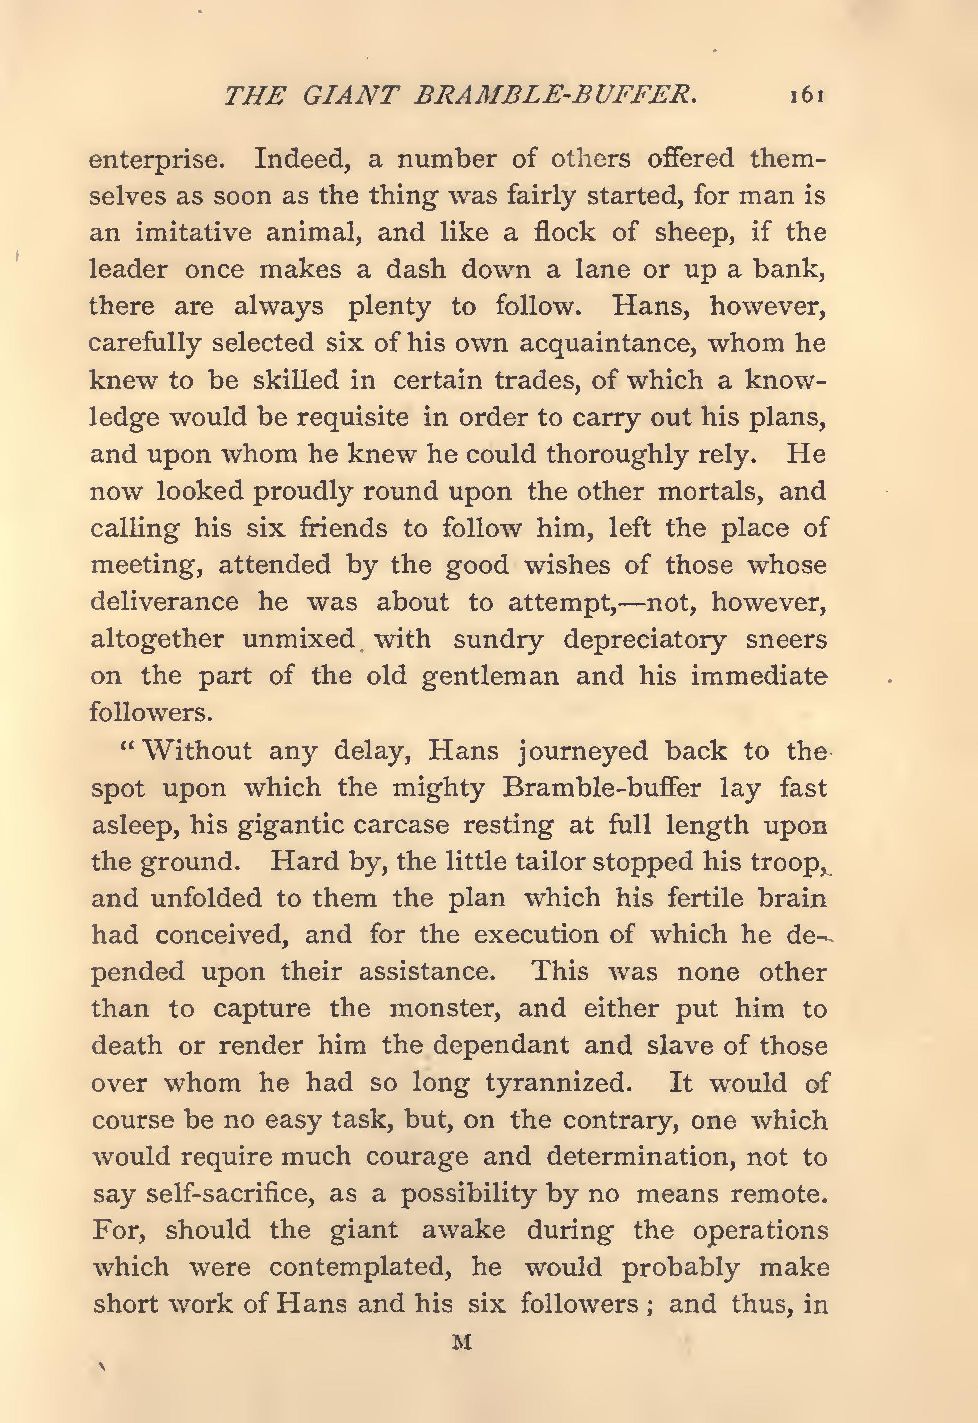 THE GIANT BRAMBLE-BUFFER. 161
enterprise. Indeed, a number of others offered them-
selves as soon as the thing was fairly started, for man is
an imitative animal, and like a flock of sheep, if the
leader once makes a dash down a lane or up a bank,
there are always plenty to follow. Hans, however,
carefully selected six of his own acquaintance, whom he
knew to be skilled in certain trades, of which a know-
ledge would be requisite in order to carry out his plans,
and upon whom he knew he could thoroughly rely. He
now looked proudly round upon the other mortals, and
calling his six friends to follow him, left the place of
meeting, attended by the good wishes of those whose
deliverance he was about to attempt,—not, however,
altogether unmixed with sundry depreciatory sneers
on the part of the old gentleman and his immediate
followers.
“Without any delay, Hans journeyed back to the
spot upon which the mighty Bramble-buffer lay fast
asleep, his gigantic carcase resting at full length upon
the ground. Hard by, the little tailor stopped his troop,
and unfolded to them the plan which his fertile brain
had conceived, and for the execution of which he de-
pended upon their assistance. This was none other
than to capture the monster, and either put him to
death or render him the dependant and slave of those
over whom he had so long tyrannized. It would of
course be no easy task, but, on the contrary, one which
would require much courage and determination, not to
say self-sacrifice, as a possibility by no means remote.
For, should the giant awake during the operations
which were contemplated, he would probably make
short work of Hans and his six followers; and thus, in
M